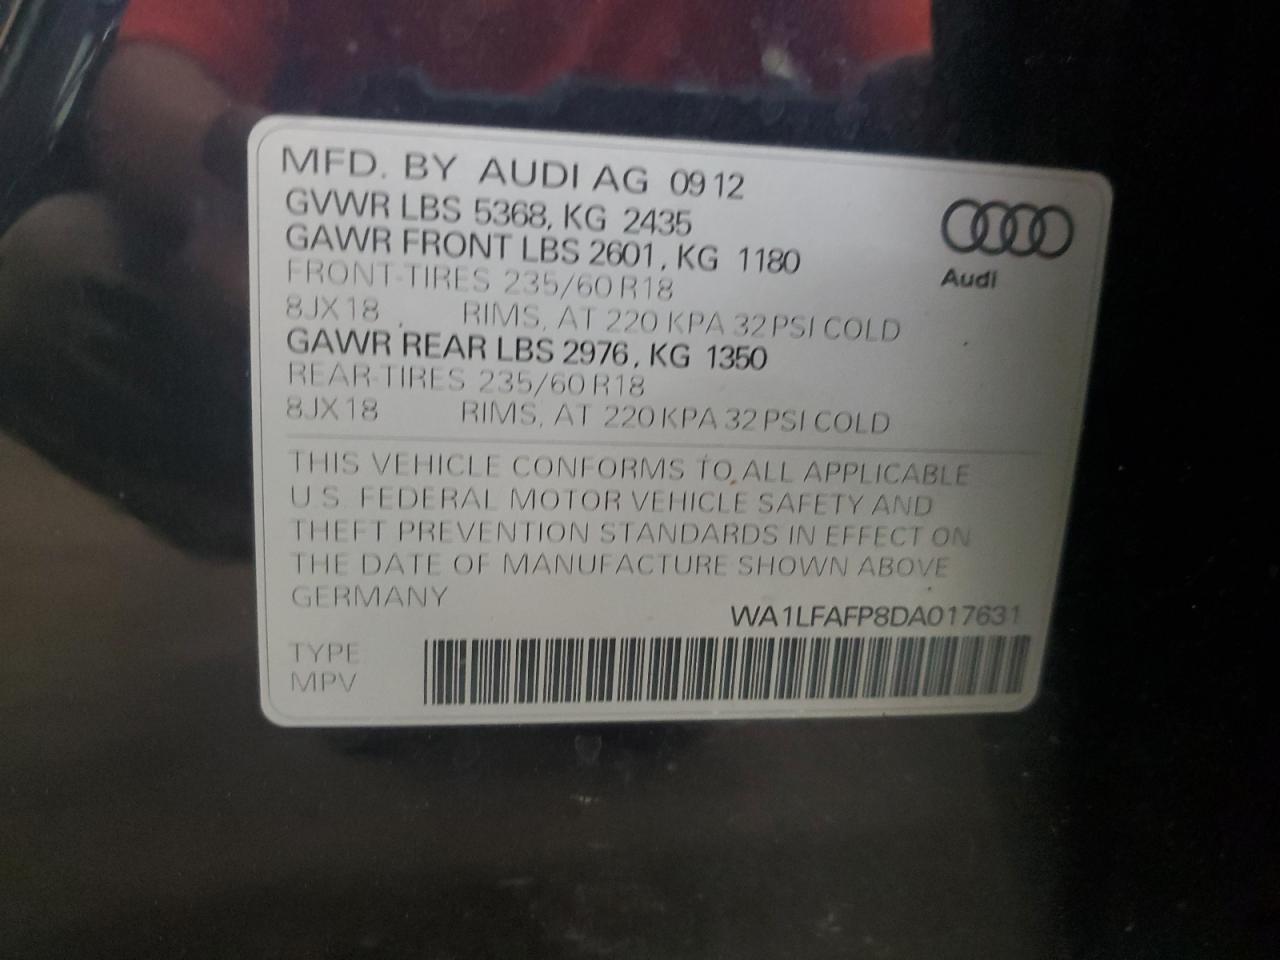 MFD. BY AUDI AG 0912
GVWR LBS 5368, KG 2435
GAWR FRONT LBS 2601, KG 1180
FRONT-TIRES 235/60 R18
8JX18 RIMS, AT 220 KPA 32 PSI COLD
GAWR REAR LBS 2976, KG 1350
REAR-TIRES 235/60 R18
8JX18 RIMS, AT 220 KPA 32 PSI COLD
Audi
THIS VEHICLE CONFORMS TO ALL APPLICABLE
U.S. FEDERAL MOTOR VEHICLE SAFETY AND
THEFT PREVENTION STANDARDS IN EFFECT ON
THE DATE OF MANUFACTURE SHOWN ABOVE
GERMANY
WA1LFAFP8DA017631
TYPE
MPV